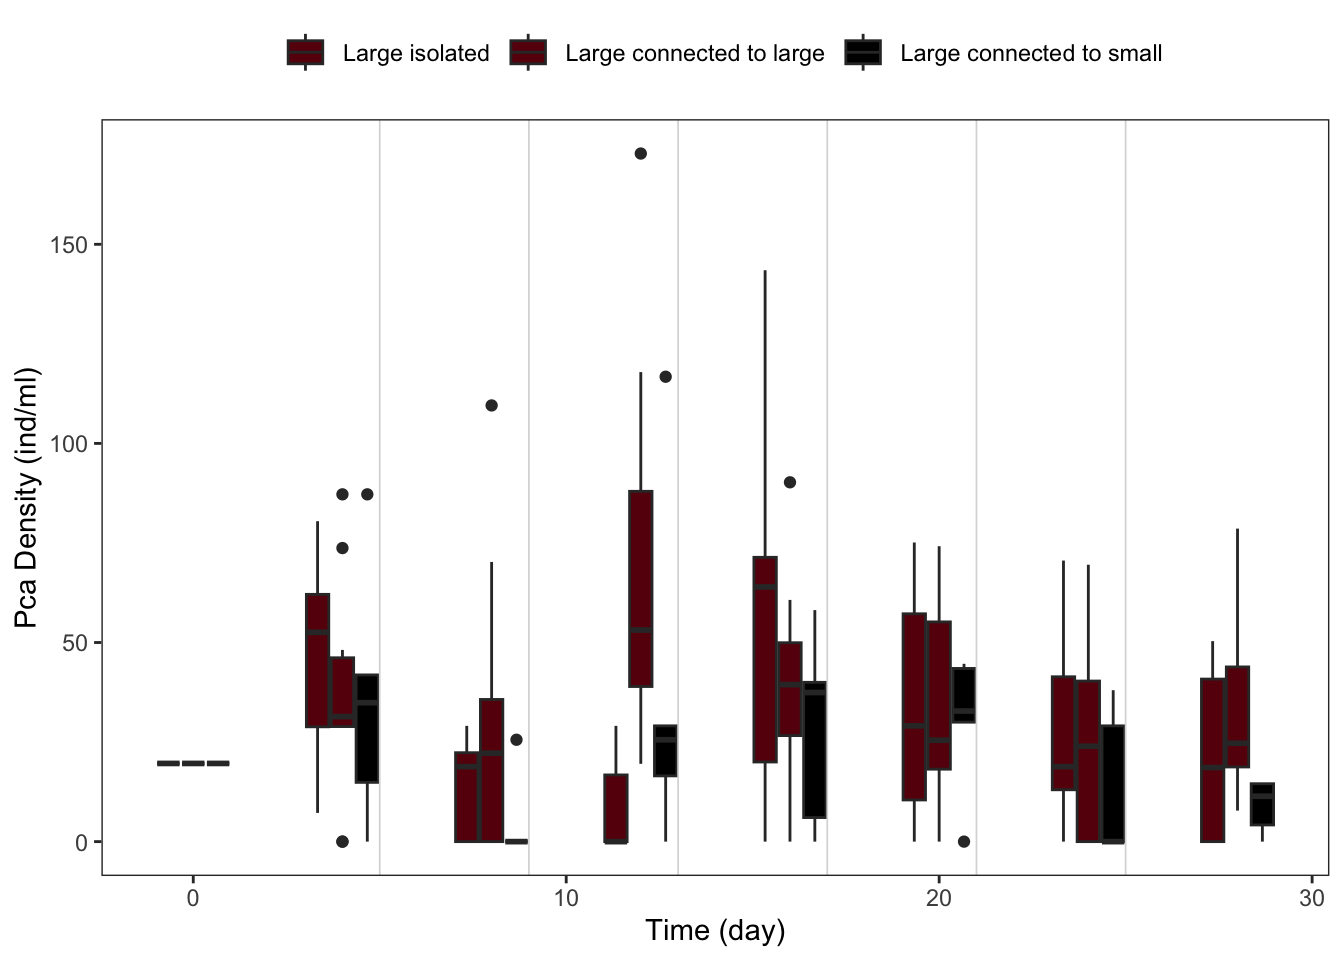 Large isolated Large connected to large Large connected to small
150
100
50
0
Pca Density (ind/ml)
0 10 20 30
Time (day)